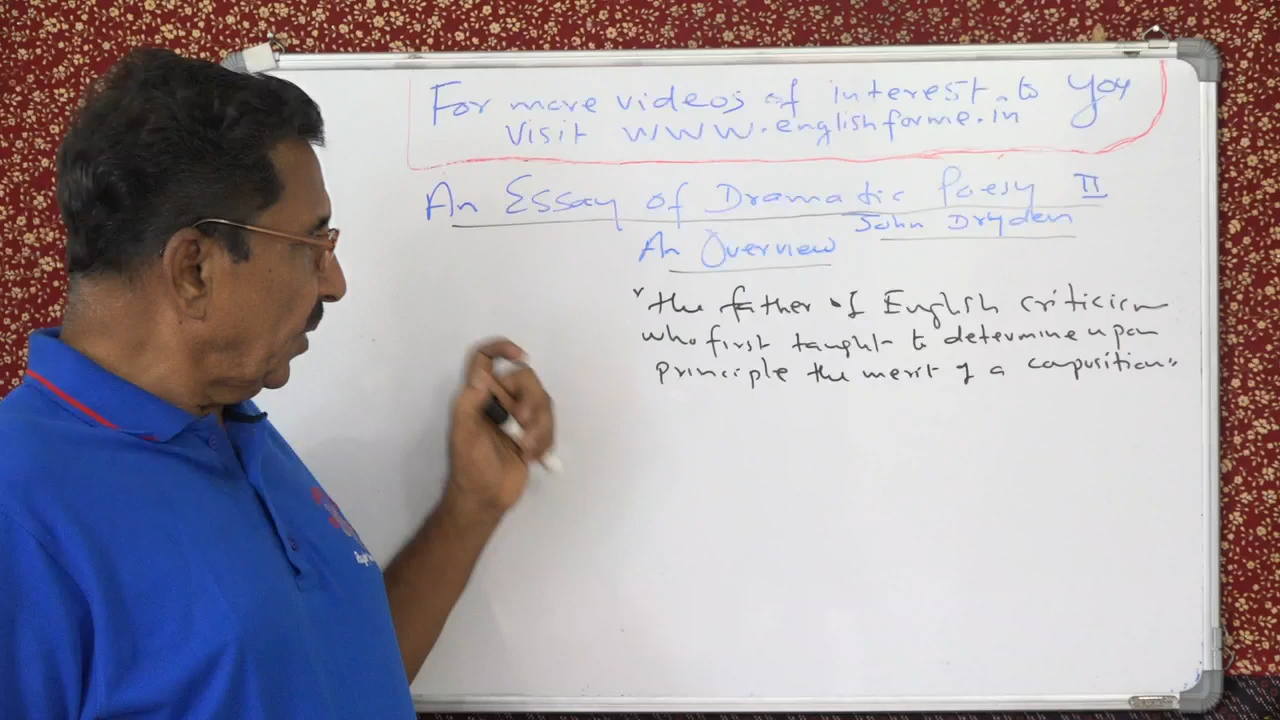 For more videos of interest to you
Visit www.englishforme.in
An Essay of Dramatic Poesy II
John Dryden
An Overview
"the father of English criticism
who first taught to determine upon
principle the merit of a composition"